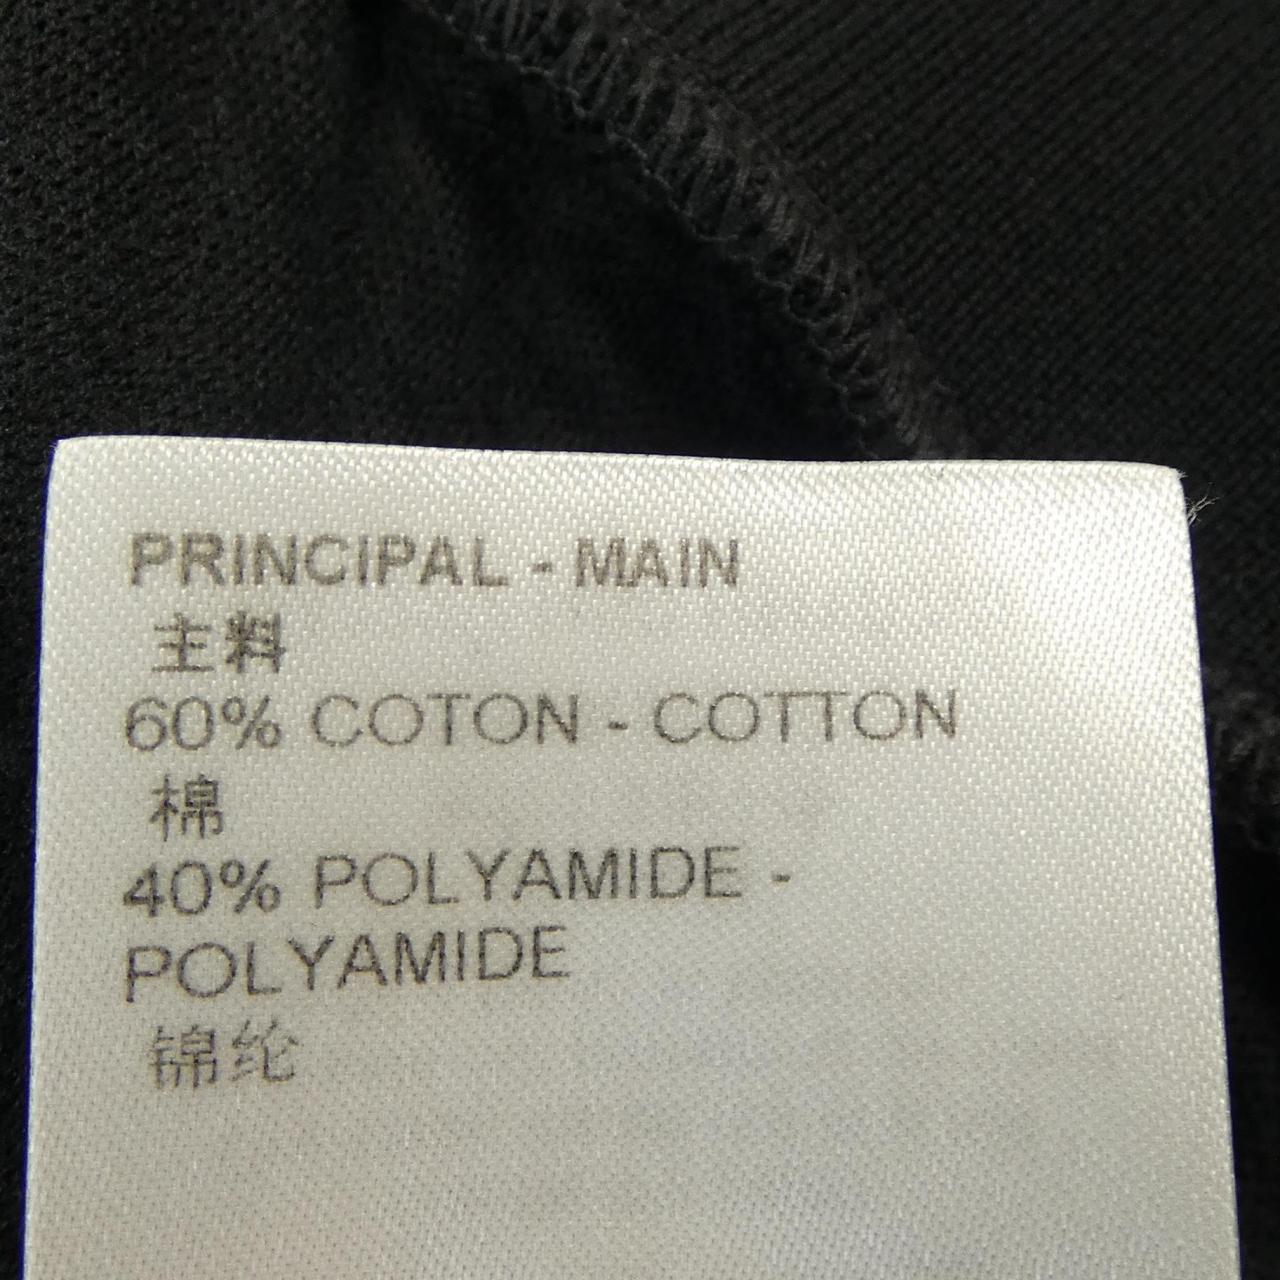 PRINCIPAL - MAIN
主料
60% COTON - COTTON
棉
40% POLYAMIDE -
POLYAMIDE
锦纶